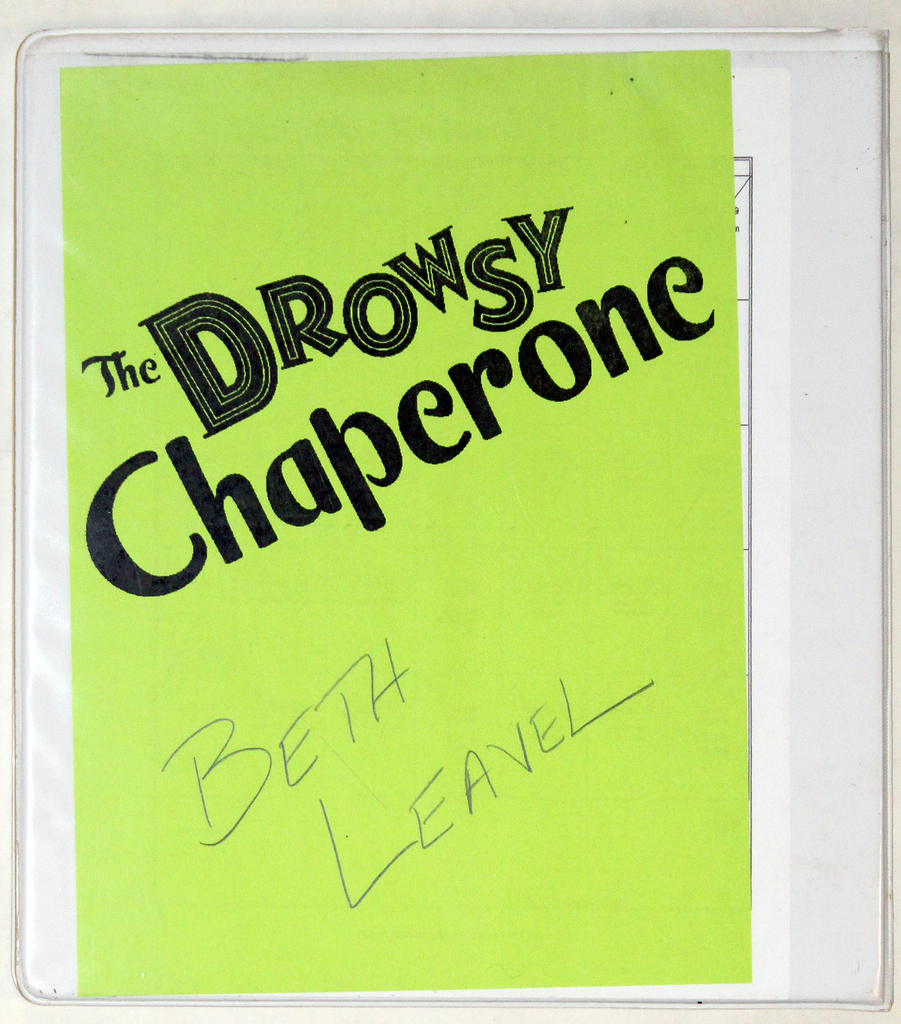 The DROWSY
Chaperone
BETH
LEAVEL